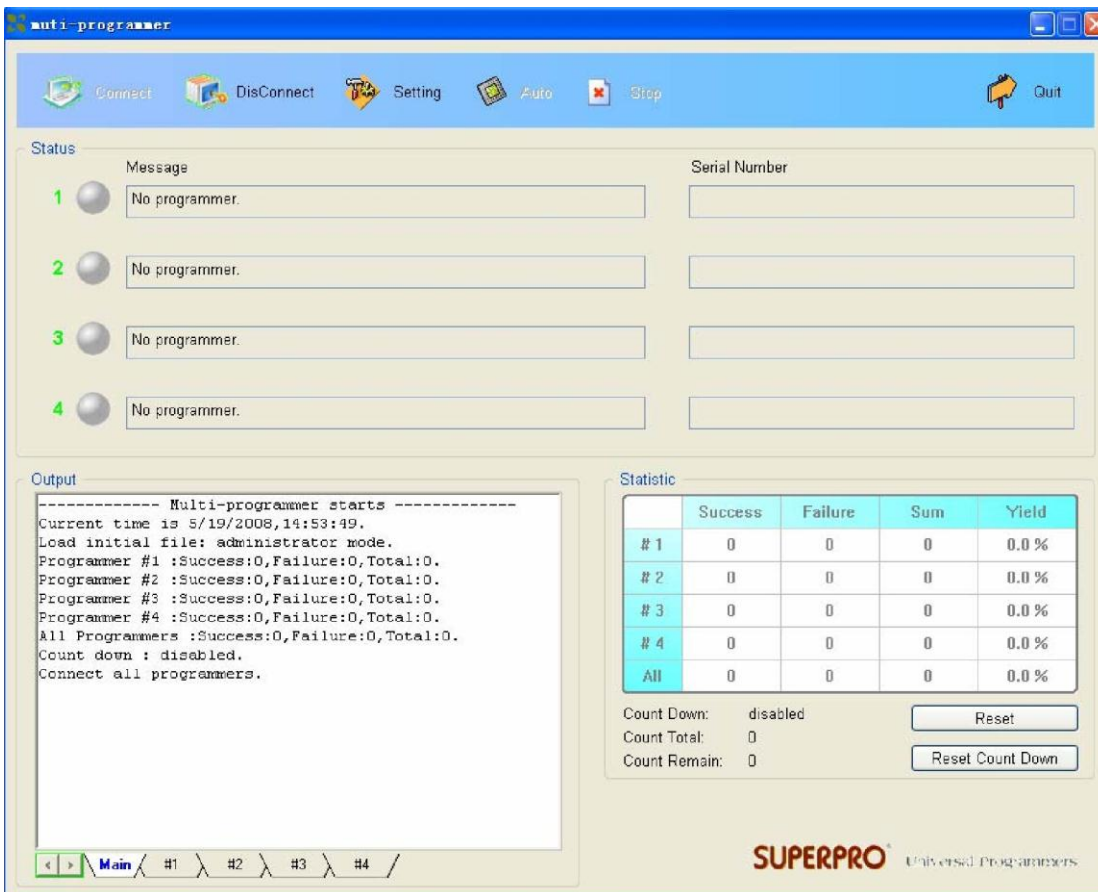 muti-programmer
Connect DisConnect Setting Auto Stop Quit
Status
Message Serial Number
1 No programmer.
2 No programmer.
3 No programmer.
4 No programmer.
Output
------------- Multi-programmer starts -------------
Current time is 5/19/2008,14:53:49.
Load initial file: administrator mode.
Programmer #1 :Success:0,Failure:0,Total:0.
Programmer #2 :Success:0,Failure:0,Total:0.
Programmer #3 :Success:0,Failure:0,Total:0.
Programmer #4 :Success:0,Failure:0,Total:0.
All Programmers :Success:0,Failure:0,Total:0.
Count down : disabled.
Connect all programmers.
Main #1 #2 #3 #4
Statistic
Success Failure Sum Yield
# 1 0 0 0 0.0 %
# 2 0 0 0 0.0 %
# 3 0 0 0 0.0 %
# 4 0 0 0 0.0 %
All 0 0 0 0.0 %
Count Down: disabled
Count Total: 0
Count Remain: 0
Reset
Reset Count Down
SUPERPRO Universal Programmers